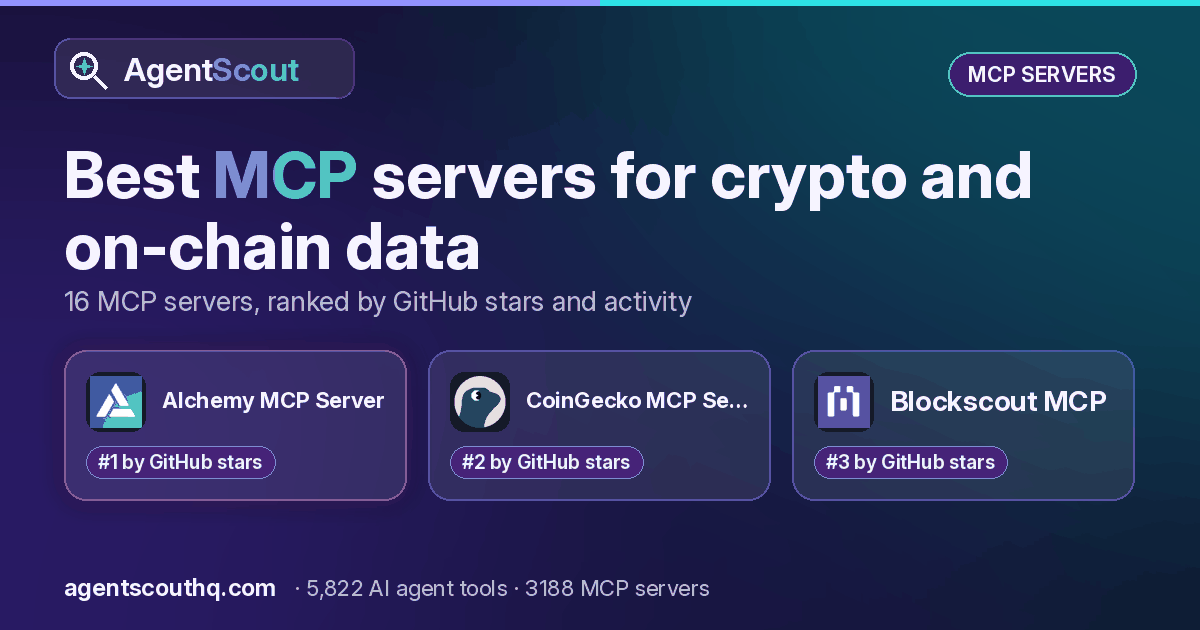 AgentScout
MCP SERVERS
Best MCP servers for crypto and
on-chain data
16 MCP servers, ranked by GitHub stars and activity
Alchemy MCP Server
#1 by GitHub stars
CoinGecko MCP Se...
#2 by GitHub stars
Blockscout MCP
#3 by GitHub stars
agentscouthq.com · 5,822 AI agent tools · 3188 MCP servers